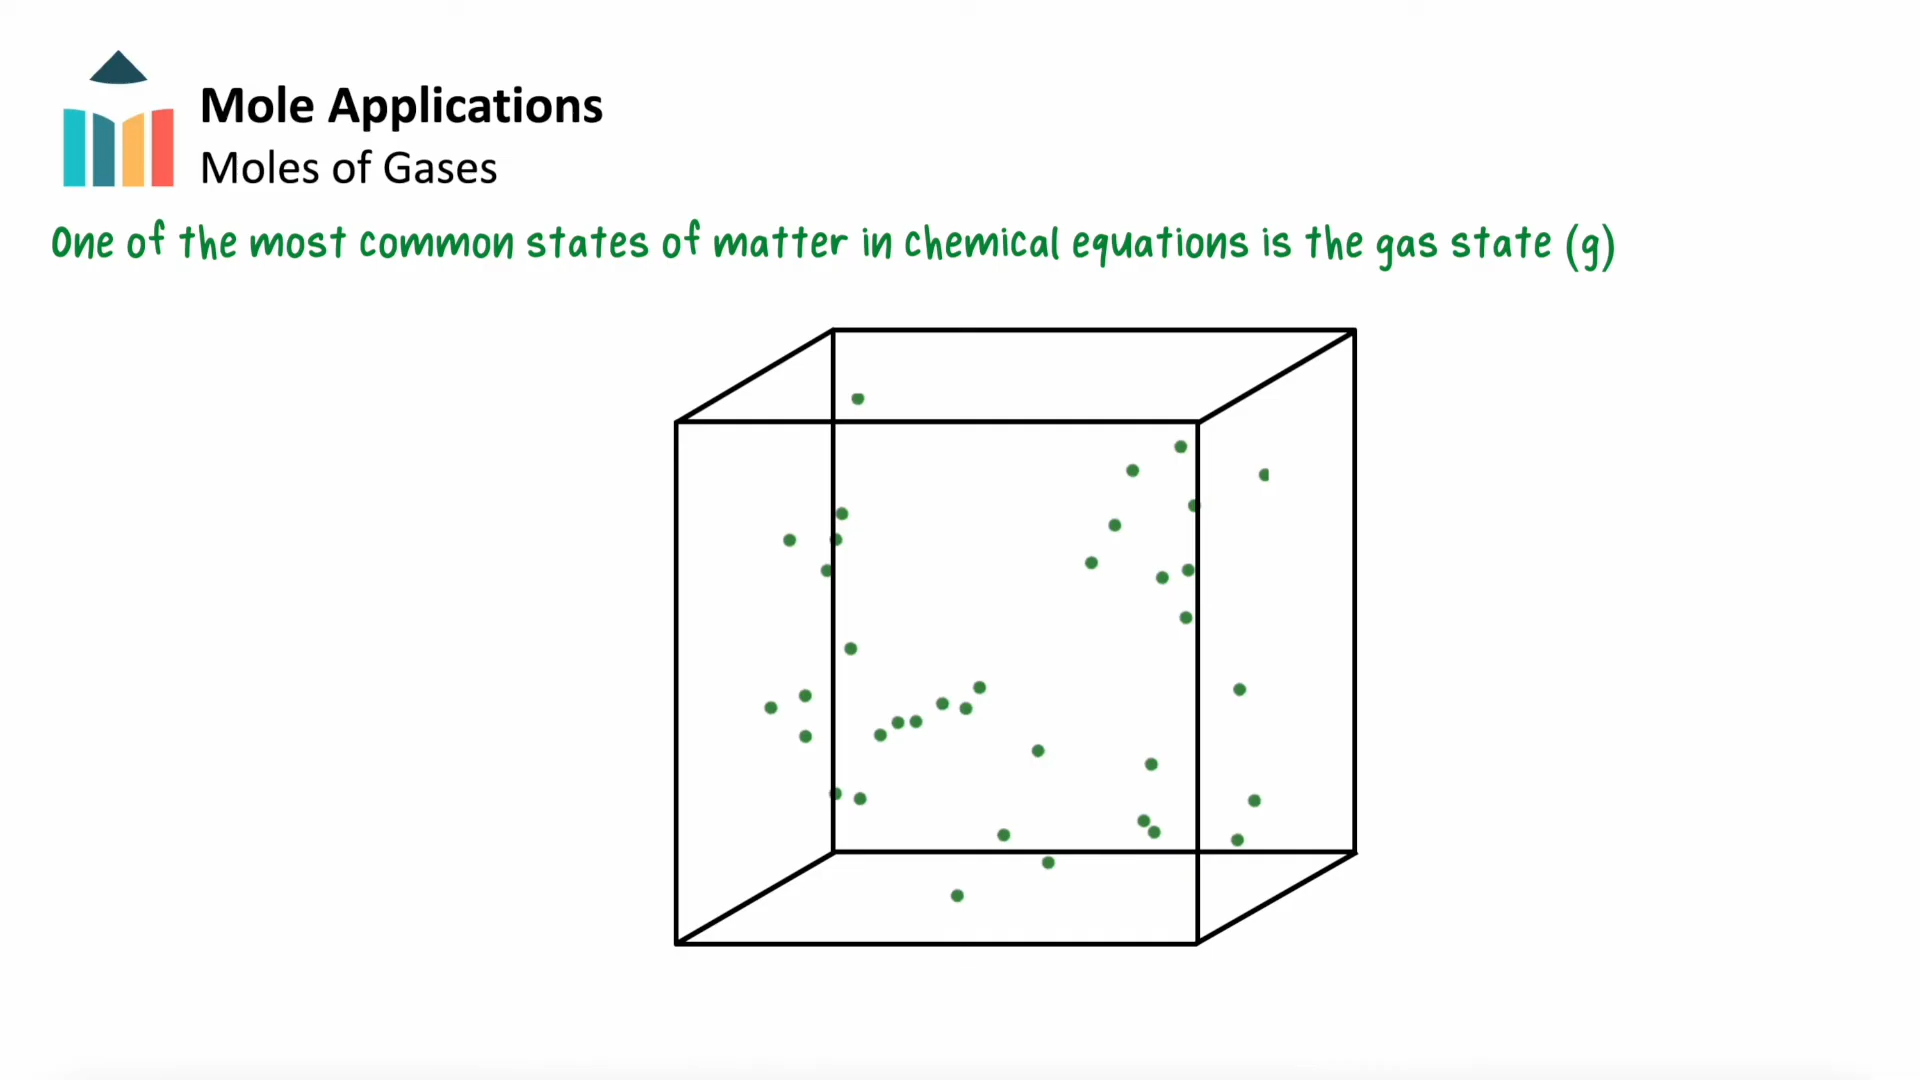 Mole Applications
Moles of Gases
One of the most common states of matter in chemical equations is the gas state (g)